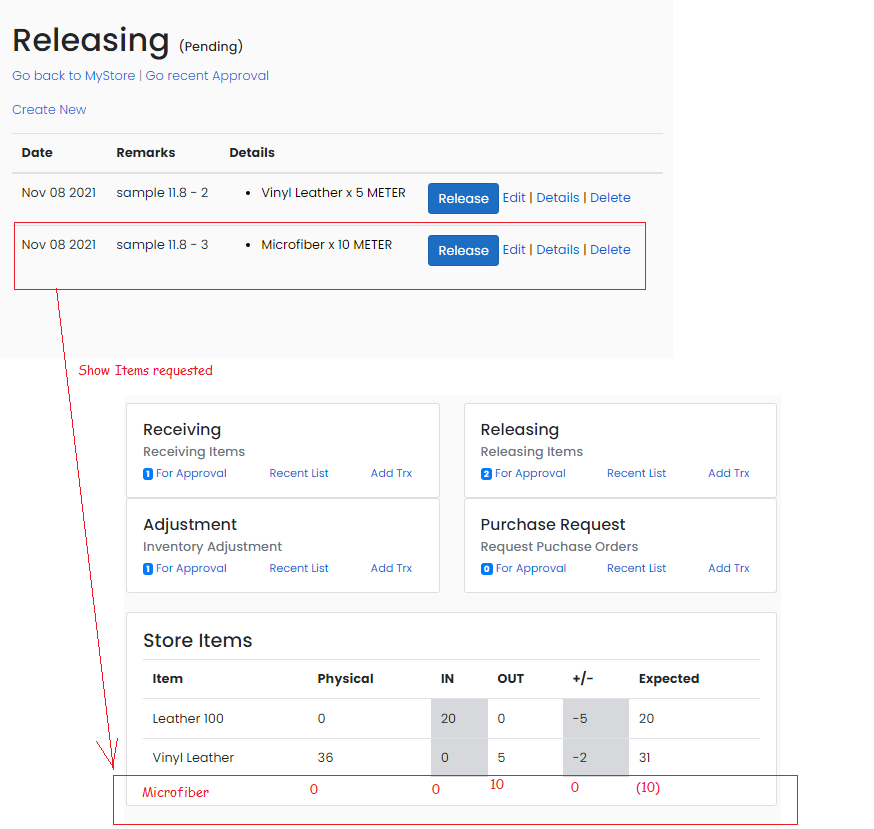 Releasing (Pending)
Go back to MyStore | Go recent Approval
Create New
Date Remarks Details
Nov 08 2021 sample 11.8 - 2 • Vinyl Leather x 5 METER Release Edit | Details | Delete
Nov 08 2021 sample 11.8 - 3 • Microfiber x 10 METER Release Edit | Details | Delete
Show Items requested
Receiving
Receiving Items
1 For Approval Recent List Add Trx
Releasing
Releasing Items
2 For Approval Recent List Add Trx
Adjustment
Inventory Adjustment
1 For Approval Recent List Add Trx
Purchase Request
Request Puchase Orders
0 For Approval Recent List Add Trx
Store Items
Item Physical IN OUT +/- Expected
Leather 100 0 20 0 -5 20
Vinyl Leather 36 0 5 -2 31
Microfiber 0 0 10 0 (10)